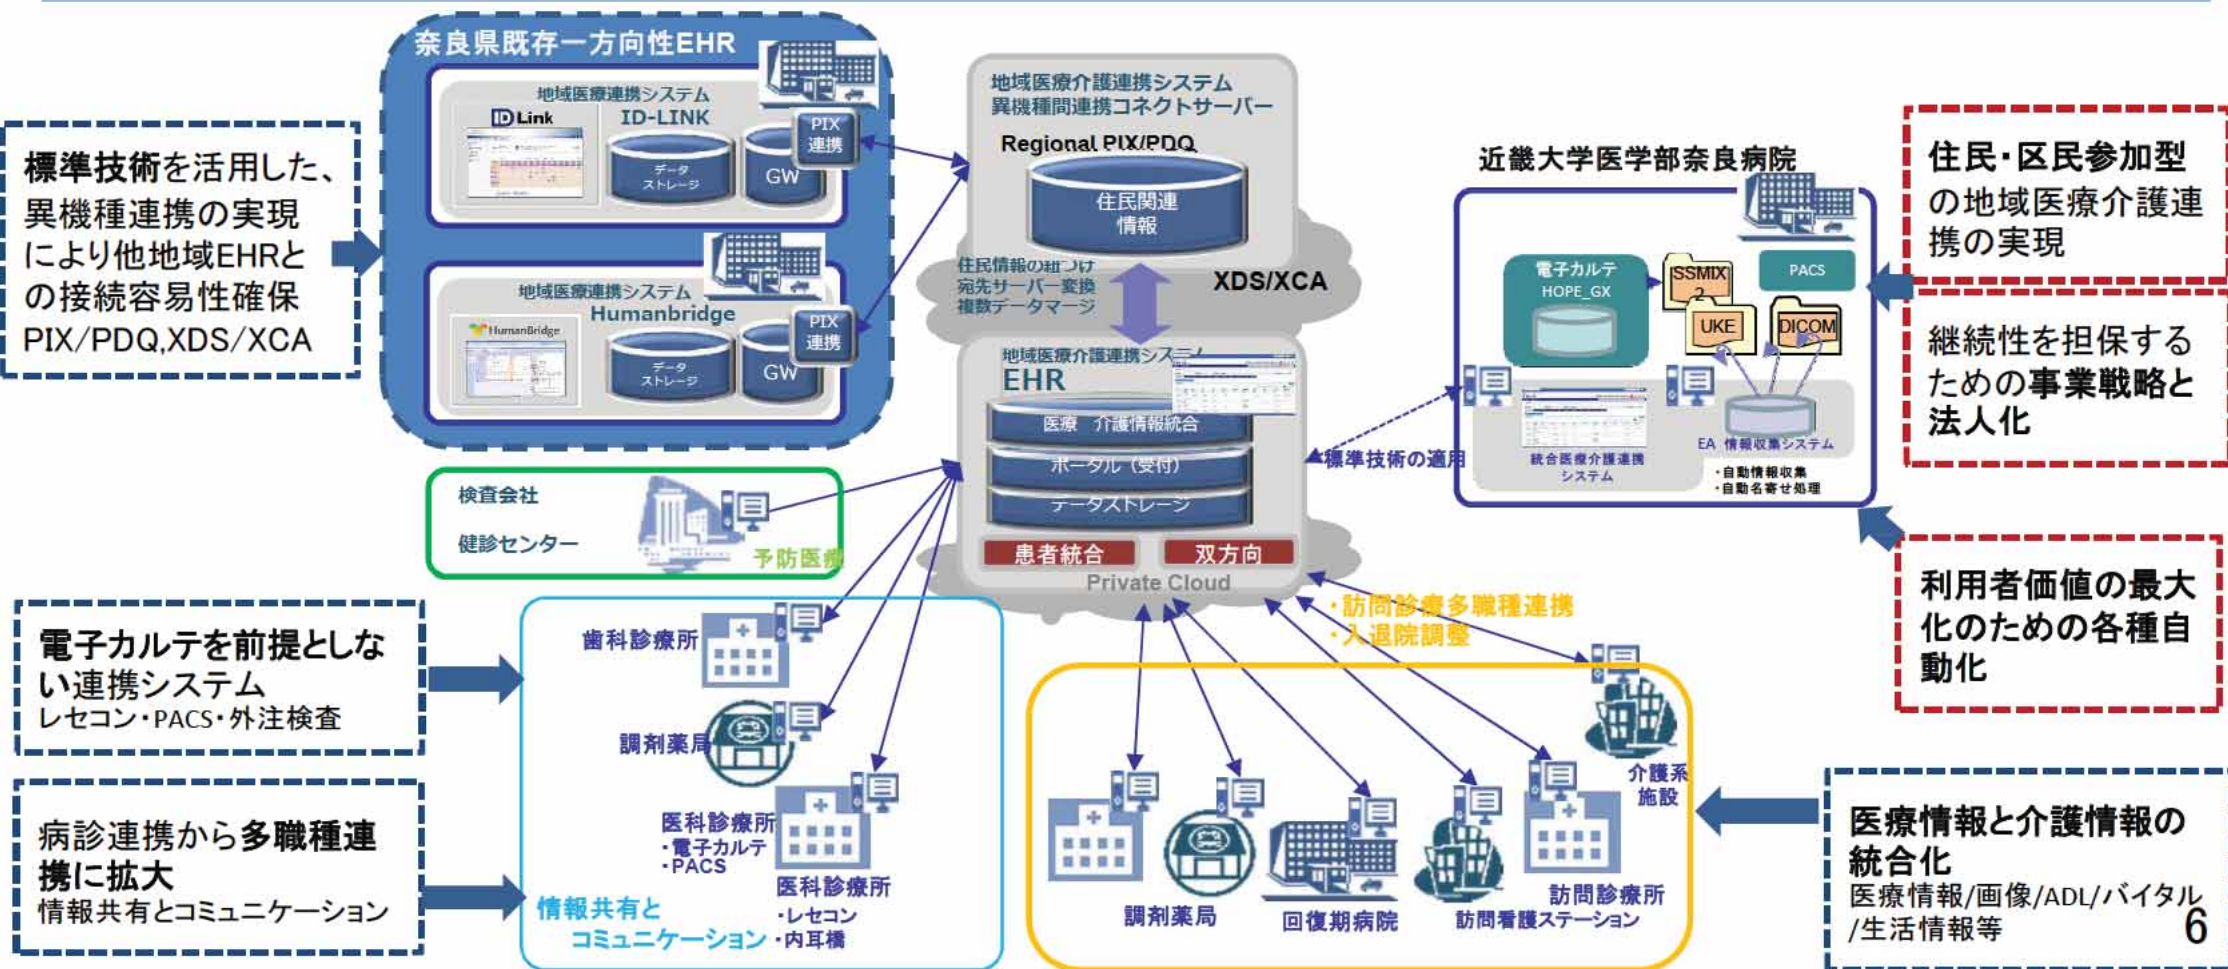 奈良県既存一方向性EHR
地域医療連携システム
ID-LINK
ID Link
データ
ストレージ
GW
PIX
連携
地域医療連携システム
Humanbridge
HumanBridge
データ
ストレージ
GW
PIX
連携
標準技術を活用した、
異機種連携の実現
により他地域EHRと
の接続容易性確保
PIX/PDQ,XDS/XCA
地域医療介護連携システム
異機種間連携コネクトサーバー
Regional PIX/PDQ
住民関連
情報
住民情報の紐づけ
宛先サーバー変換
複数データマージ
XDS/XCA
地域医療介護連携システム
EHR
医療 介護情報統合
ポータル（受付）
データストレージ
患者統合
双方向
Private Cloud
標準技術の適用
近畿大学医学部奈良病院
電子カルテ
HOPE_GX
SSMIX
2
PACS
UKE
DICOM
統合医療介護連携
システム
EA 情報収集システム
・自動情報収集
・自動名寄せ処理
住民・区民参加型
の地域医療介護連
携の実現
継続性を担保する
ための事業戦略と
法人化
利用者価値の最大
化のための各種自
動化
検査会社
健診センター
予防医療
電子カルテを前提としな
い連携システム
レセコン・PACS・外注検査
病診連携から多職種連
携に拡大
情報共有とコミュニケーション
歯科診療所
調剤薬局
医科診療所
・電子カルテ
・PACS
医科診療所
・レセコン
・内耳橋
情報共有と
コミュニケーション
・訪問診療多職種連携
・入退院調整
調剤薬局
回復期病院
訪問看護ステーション
訪問診療所
介護系
施設
医療情報と介護情報の
統合化
医療情報/画像/ADL/バイタル
/生活情報等
6